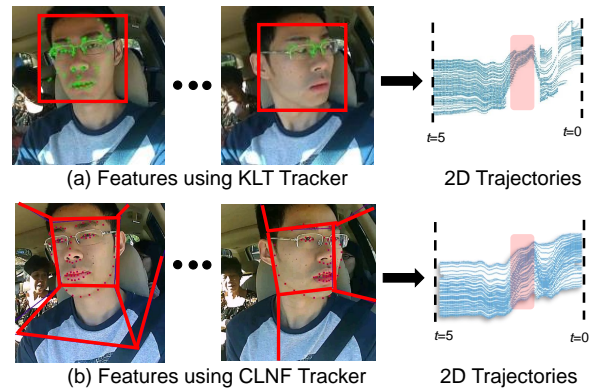 t=5
t=0
(a) Features using KLT Tracker
2D Trajectories
t=5
t=0
(b) Features using CLNF Tracker
2D Trajectories